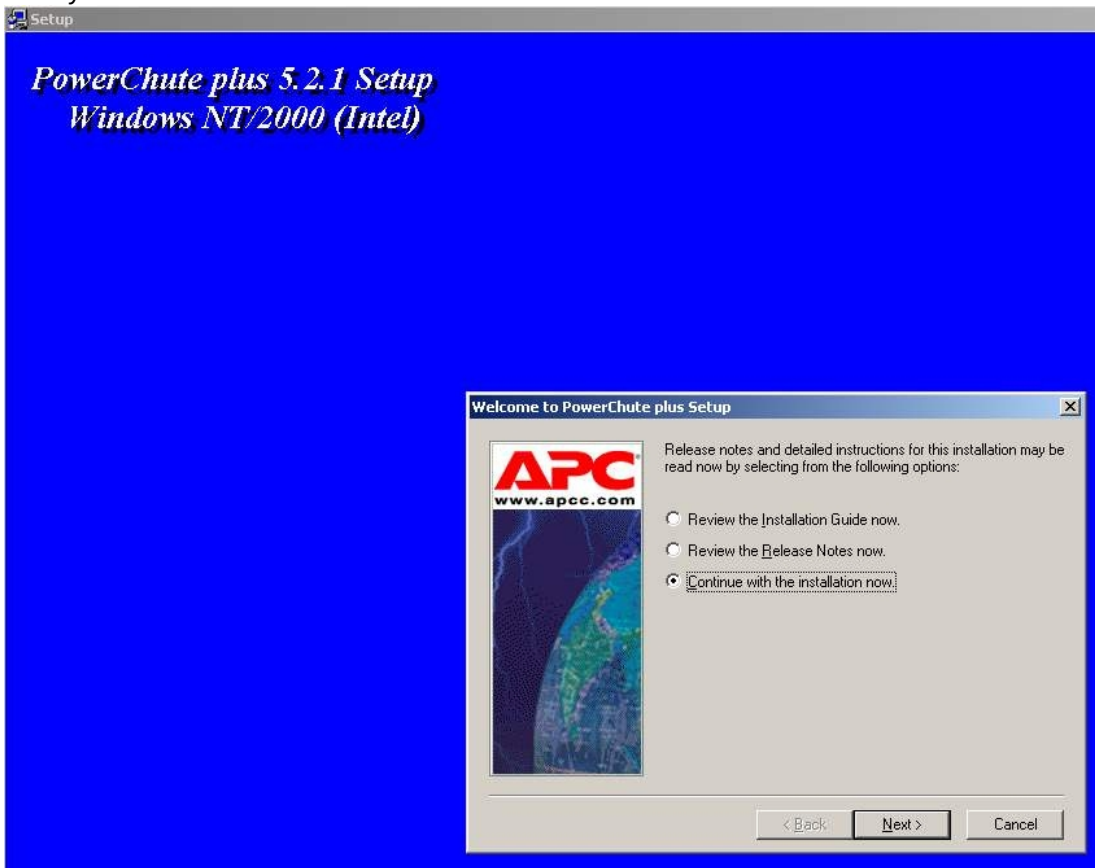 Setup
PowerChute plus 5.2.1 Setup
Windows NT/2000 (Intel)
Welcome to PowerChute plus Setup
APC
www.apcc.com
Release notes and detailed instructions for this installation may be
read now by selecting from the following options:
Review the Installation Guide now.
Review the Release Notes now.
Continue with the installation now.
< Back
Next >
Cancel